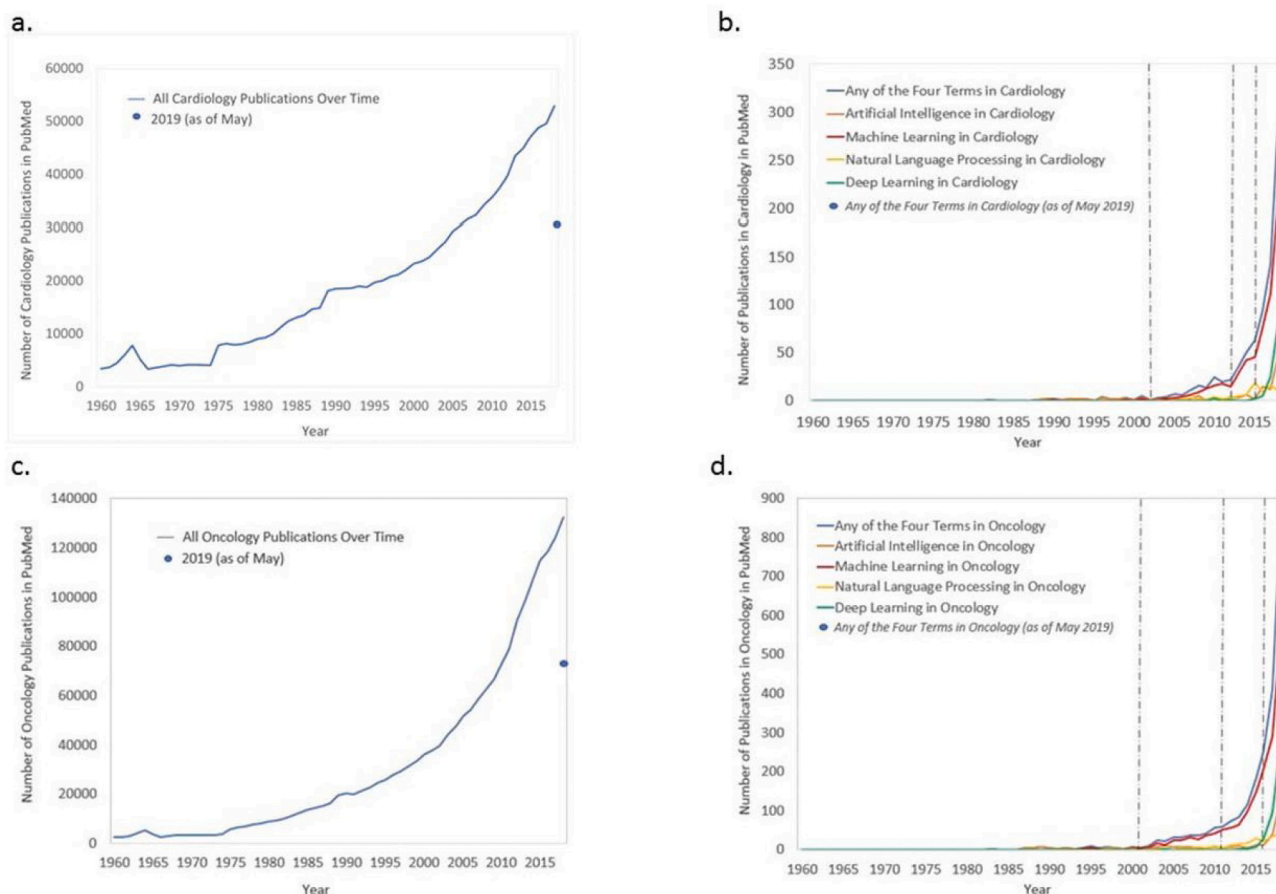 a.
Number of Cardiology Publications in PubMed
60000
50000
40000
30000
20000
10000
0
All Cardiology Publications Over Time
2019 (as of May)
1960 1965 1970 1975 1980 1985 1990 1995 2000 2005 2010 2015
Year
b.
Number of Publications in Cardiology in PubMed
350
300
250
200
150
100
50
0
Any of the Four Terms in Cardiology
Artificial Intelligence in Cardiology
Machine Learning in Cardiology
Natural Language Processing in Cardiology
Deep Learning in Cardiology
Any of the Four Terms in Cardiology (as of May 2019)
1960 1965 1970 1975 1980 1985 1990 1995 2000 2005 2010 2015
Year
c.
Number of Oncology Publications in PubMed
140000
120000
100000
80000
60000
40000
20000
0
All Oncology Publications Over Time
2019 (as of May)
1960 1965 1970 1975 1980 1985 1990 1995 2000 2005 2010 2015
Year
d.
Number of Publications in Oncology in PubMed
900
800
700
600
500
400
300
200
100
0
Any of the Four Terms in Oncology
Artificial Intelligence in Oncology
Machine Learning in Oncology
Natural Language Processing in Oncology
Deep Learning in Oncology
Any of the Four Terms in Oncology (as of May 2019)
1960 1965 1970 1975 1980 1985 1990 1995 2000 2005 2010 2015
Year